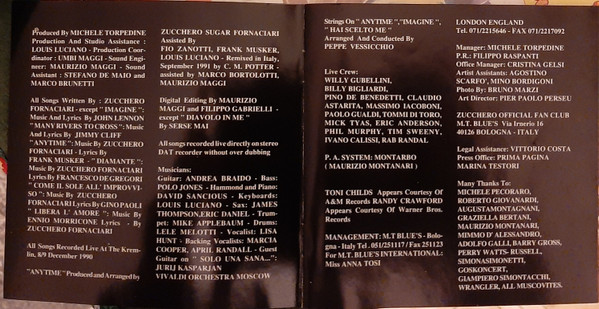 Produced By MICHELE TORPEDINE
Production And Studio Assistance :
LOUIS LUCIANO - Production Coor-
dinator : UMBI MAGGI - Sound Engi-
neer: MAURIZIO MAGGI - Sound
Assistant : STEFANO DE MAIO and
MARCO BRUNETTI
All Songs Written By : ZUCCHERO
FORNACIARI - except " IMAGINE ":
Music And Lyrics By JOHN LENNON
"MANY RIVERS TO CROSS": Music
and Lyrics By JIMMY CLIFF
"ANYTIME": Music By ZUCCHERO
FORNACIARI - Lyrics By
FRANK MUSKER - " DIAMANTE ":
Music By ZUCCHERO FORNACIARI
Lyrics By FRANCESCO DE GREGORI
" COME IL SOLE ALL' IMPROVVI-
SO ": Music By ZUCCHERO
FORNACIARI Lyrics By GINO PAOLI
" LIBERA L' AMORE ": Music By
ENNIO MORRICONE Lyrics - By
ZUCCHERO FORNACIARI
All Songs Recorded Live At The Krem-
lin, 8/9 December 1990
"ANYTIME" Produced and Arranged by
ZUCCHERO SUGAR FORNACIARI
Assisted By
FIO ZANOTTI, FRANK MUSKER,
LOUIS LUCIANO - Remixed in Italy,
September 1991 by C. M. POTTER -
assisted by MARCO BORTOLOTTI,
MAURIZIO MAGGI
Digital Editing By MAURIZIO
MAGGI and FILIPPO GABRIELLI -
except " DIAVOLO IN ME "
By SERNE MAI
All songs recorded live directly on stereo
DAT recorder without over dubbing
Musicians:
Guitar: ANDREA BRAIDO - Bass:
POLO JONES - Hammond and Piano:
DAVID SANCIOUS - Keyboard:
LOUIS LUCIANO - Sax: JAMES
THOMPSON, ERIC DANIEL - Trum-
pet: MIKE APPLEBAUM - Drums:
LELE MELOTTI - Vocalist: LISA
HUNT - Backing Vocalists: MARCIA
COOPER, APRIL RANDALL - Guest
Guitar on " SOLO UNA SANA...":
JURIJ KASPARJAN
VIVALDI ORCHESTRA MOSCOW
Strings On " ANYTIME ","IMAGINE ",
" HAI SCELTO ME "
Arranged And Conducted By
PEPPE VESSICCHIO
Live Crew:
WILLY GUBELLINI,
BILLY BIGLIARDI,
PINO DE BENEDETTI, CLAUDIO
ASTARITA, MASSIMO IACOBONI,
PAOLO GUALDI, TOMMI DI TORO,
MICK TYAS, ERIC ANDERSON,
PHIL MURPHY, TIM SWEENY,
IVANO CALISSI, RAB RANDAL
P. A. SYSTEM: MONTARBO
( MAURIZIO MONTANARI )
TONI CHILDS Appears Courtesy Of
A&M Records RANDY CRAWFORD
Appears Courtesy Of Warner Bros.
Records
MANAGEMENT: M.T BLUE'S - Bolo-
gna - Italy Tel. 051/251117/ Fax 251123
For M.T. BLUE'S INTERNATIONAL:
Miss ANNA TOSI
LONDON ENGLAND
Tel. 071/2215646 - FAX 071/2217092
Manager: MICHELE TORPEDINE
P.R.: FILIPPO RASPANTI
Office Manager: CRISTINA GELSI
Artist Assistants: AGOSTINO
SCARFO', MINO BORDIGONI
Photo By: BRUNO MARZI
Art Director: PIER PAOLO PERSEU
ZUCCHERO OFFICIAL FAN CLUB
M.T. BLUE'S Via Irnerio 16
40126 BOLOGNA - ITALY
Legal Assistance: VITTORIO COSTA
Press Office: PRIMA PAGINA
MARINA TESTORI
Many Thanks To:
MICHELE PECORARO,
ROBERTO GIOVANARDI,
AUGUSTAMONTAGNANI,
GRAZIELLA BERTANI,
MAURIZIO MONTANARI,
MIMMO D' ALESSANDRO,
ADOLFO GALLI, BARRY GROSS,
PERRY WATTS- RUSSELL,
SIMONASIMONETTI,
GOSKONCERT,
GIAMPIERO SIMONTACCHI,
WRANGLER, ALL MUSCOVITES.